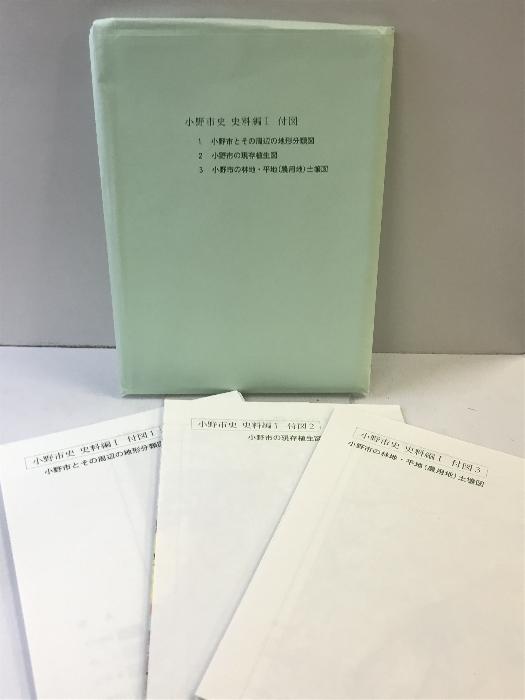 小野市史 史料編Ⅰ 付図
1 小野市とその周辺の地形分類図
2 小野市の現存植生図
3 小野市の林地・平地(農用地)土壌図
小野市史 史料編Ⅰ 付図1
小野市とその周辺の地形分類図
小野市史 史料編Ⅰ 付図2
小野市の現存植生図
小野市史 史料編Ⅰ 付図3
小野市の林地・平地(農用地)土壌図